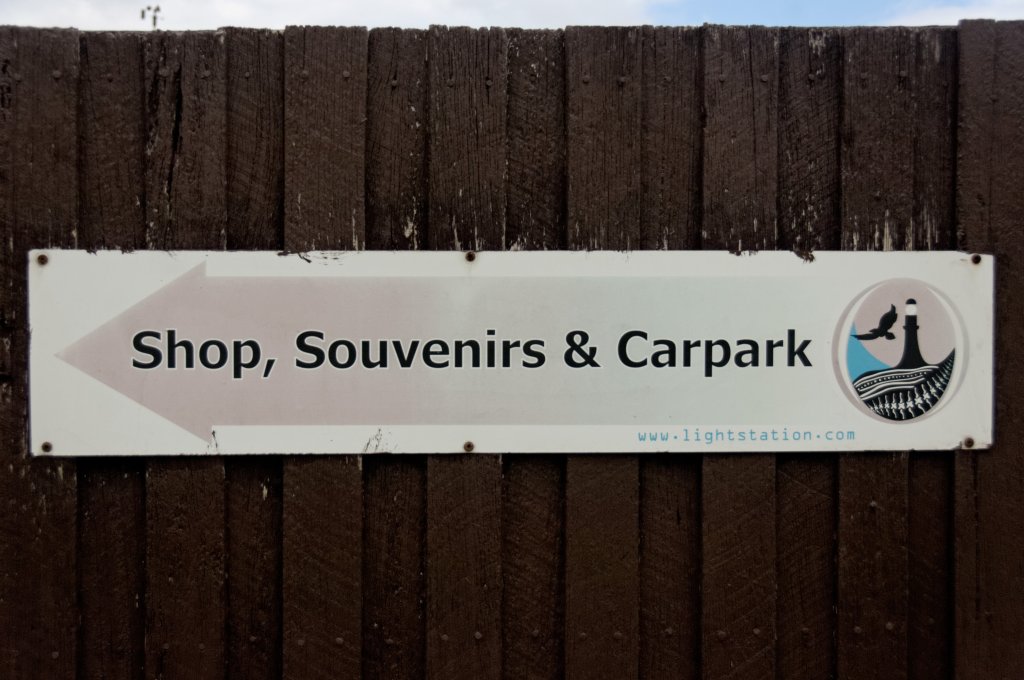 Shop, Souvenirs & Carpark
www.lightstation.com